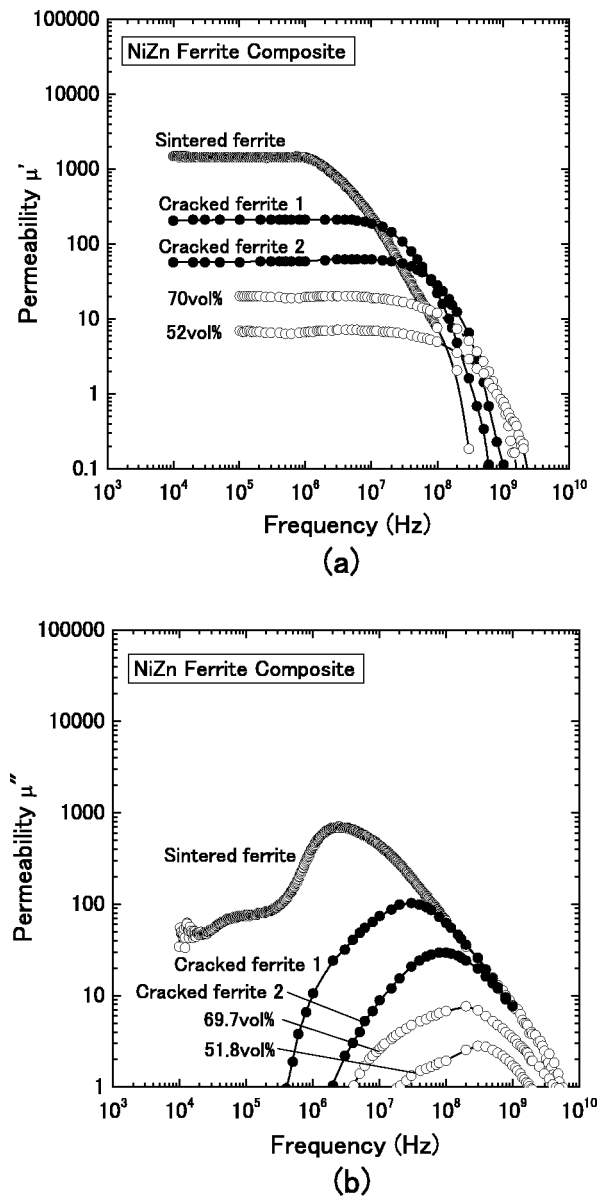 100000
NiZn Ferrite Composite
10000
Sintered ferrite
1000
Cracked ferrite 1
100
Cracked ferrite 2
70vol%
10
52vol%
1
0.1
Permeability μ'
10³ 10⁴ 10⁵ 10⁶ 10⁷ 10⁸ 10⁹ 10¹⁰
Frequency (Hz)
(a)
100000
NiZn Ferrite Composite
10000
1000
Sintered ferrite
100
Cracked ferrite 1
Cracked ferrite 2
10
69.7vol%
51.8vol%
1
Permeability μ″
10³ 10⁴ 10⁵ 10⁶ 10⁷ 10⁸ 10⁹ 10¹⁰
Frequency (Hz)
(b)